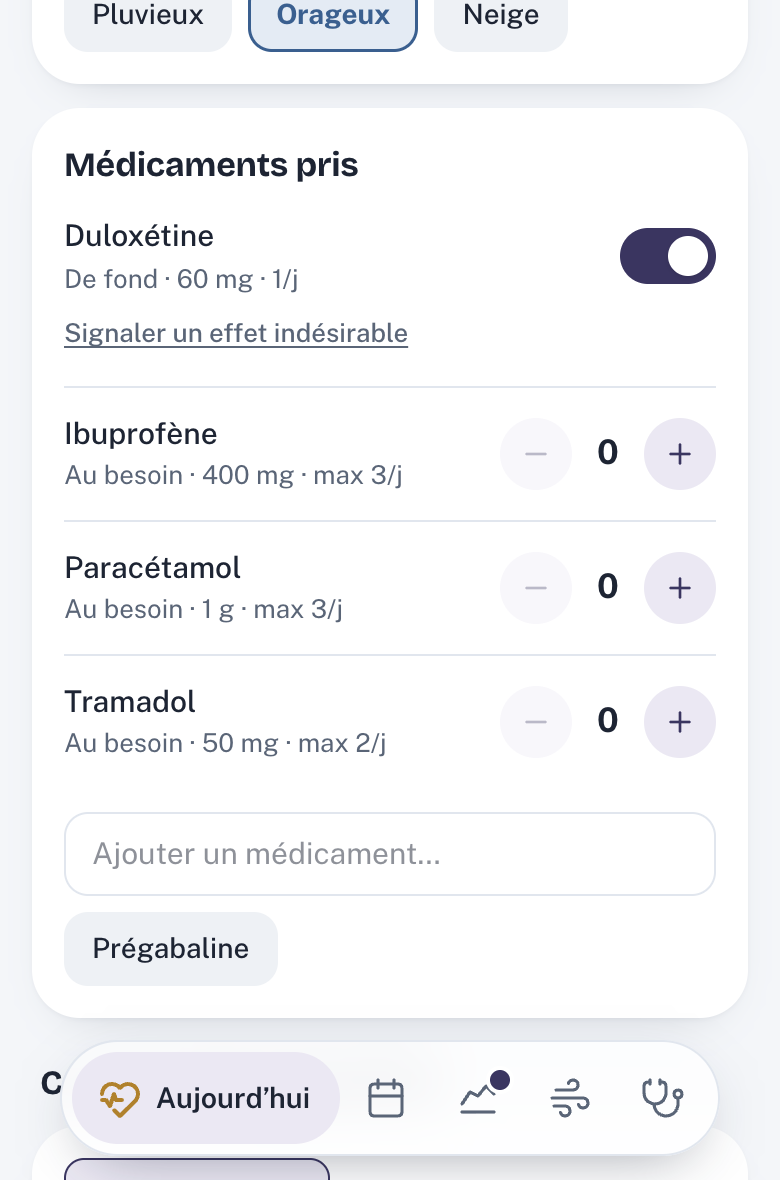 Pluvieux
Orageux
Neige
Médicaments pris
Duloxétine
De fond · 60 mg · 1/j
Signaler un effet indésirable
Ibuprofène
Au besoin · 400 mg · max 3/j
0
Paracétamol
Au besoin · 1 g · max 3/j
0
Tramadol
Au besoin · 50 mg · max 2/j
0
Ajouter un médicament...
Prégabaline
Aujourd’hui